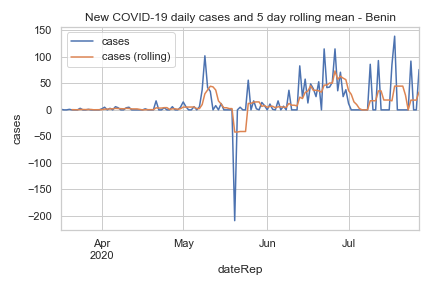 New COVID-19 daily cases and 5 day rolling mean - Benin
cases
cases (rolling)
150
100
50
0
−50
−100
−150
−200
cases
Apr
2020
May
Jun
Jul
dateRep